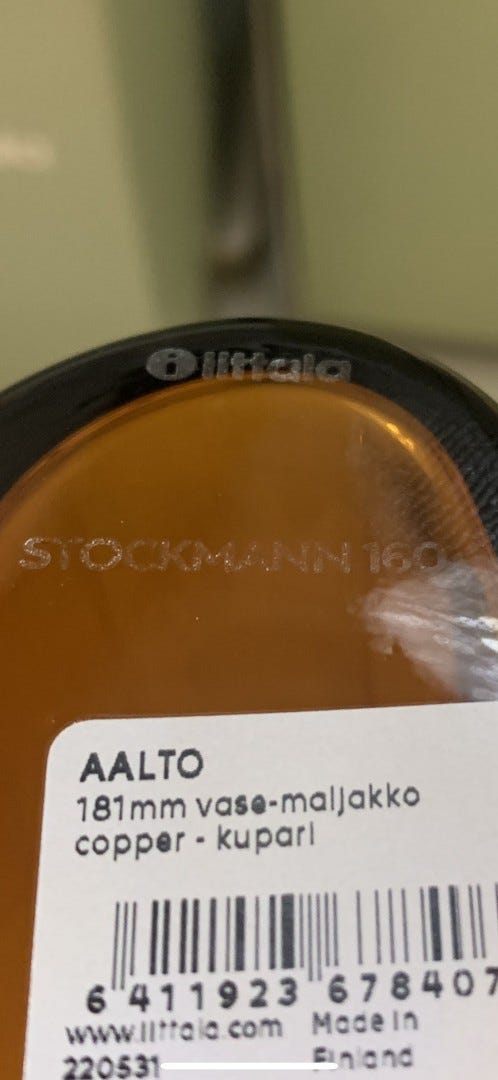 i iittala
STOCKMANN 160
AALTO
181mm vase-maljakko
copper - kupari
6 411923 678407
www.iittala.com Made in
220531 Finland